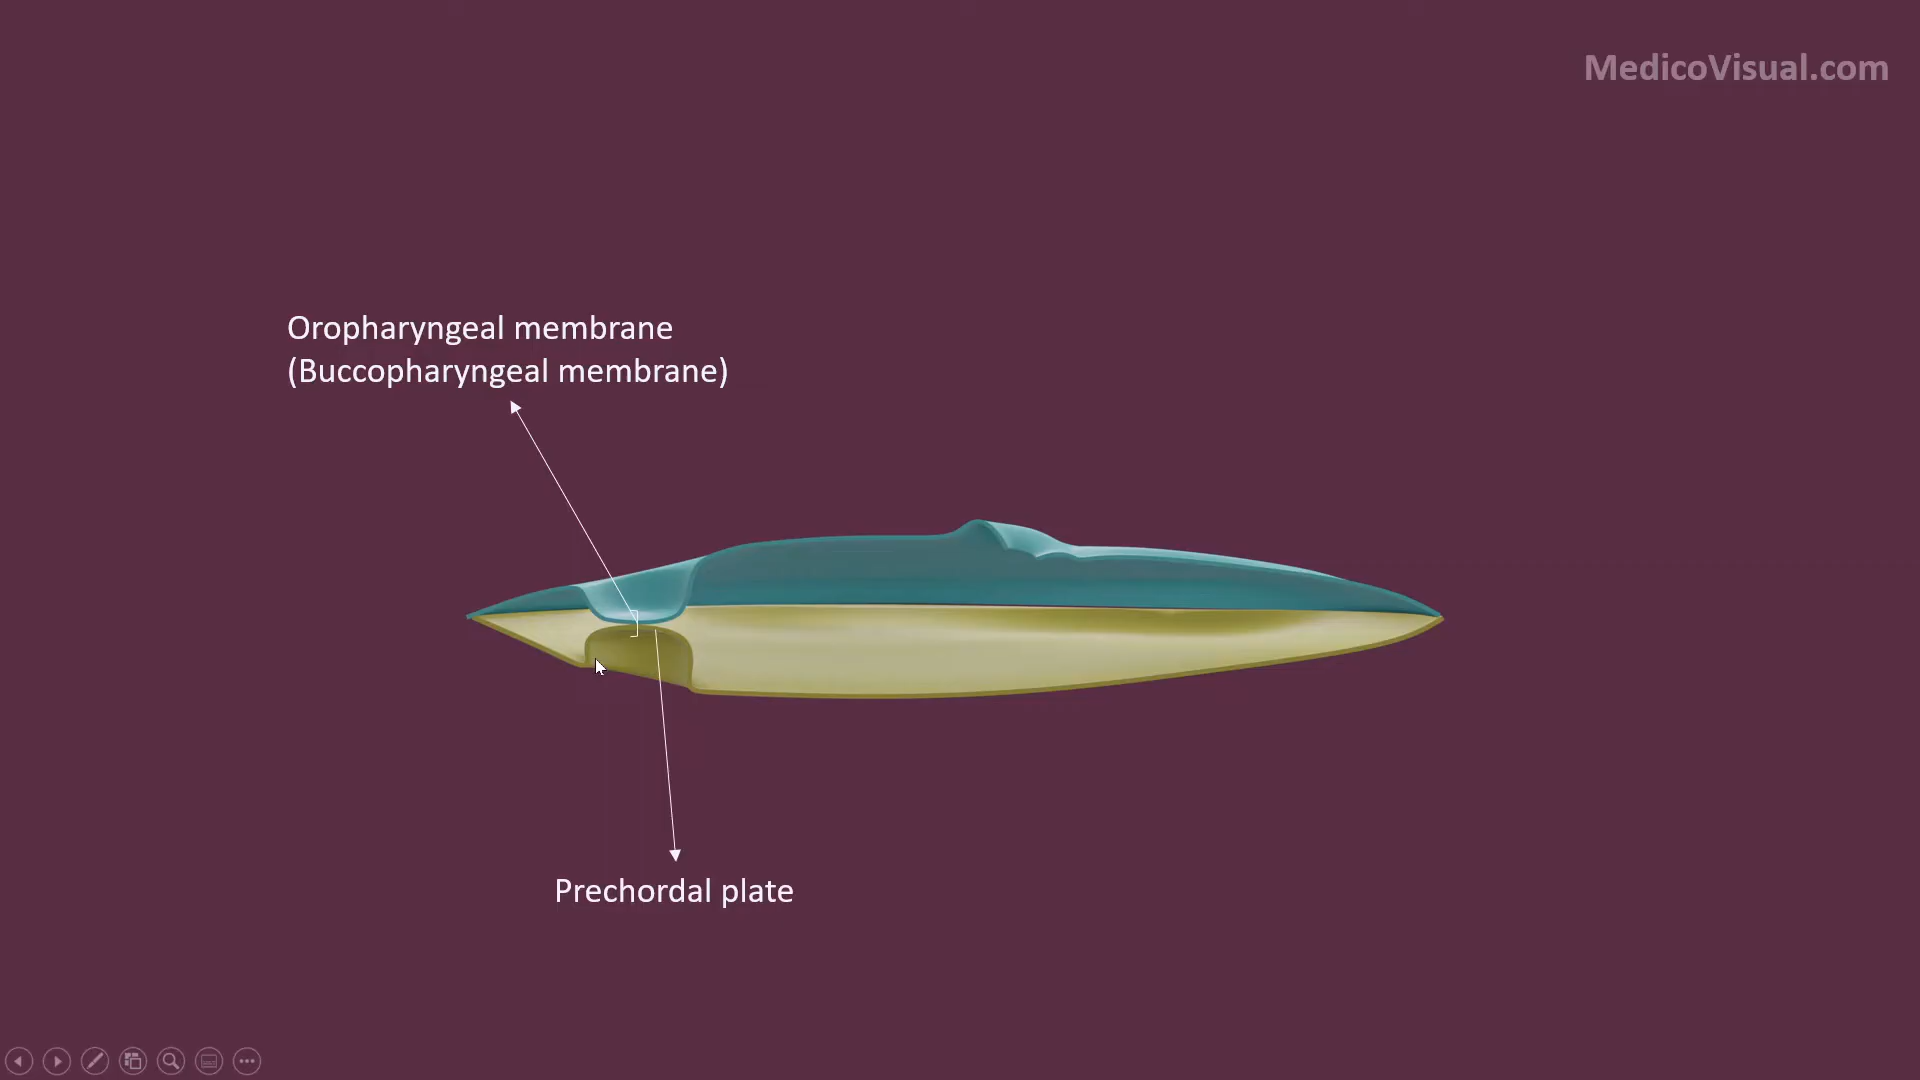 MedicoVisual.com
Oropharyngeal membrane
(Buccopharyngeal membrane)
Prechordal plate